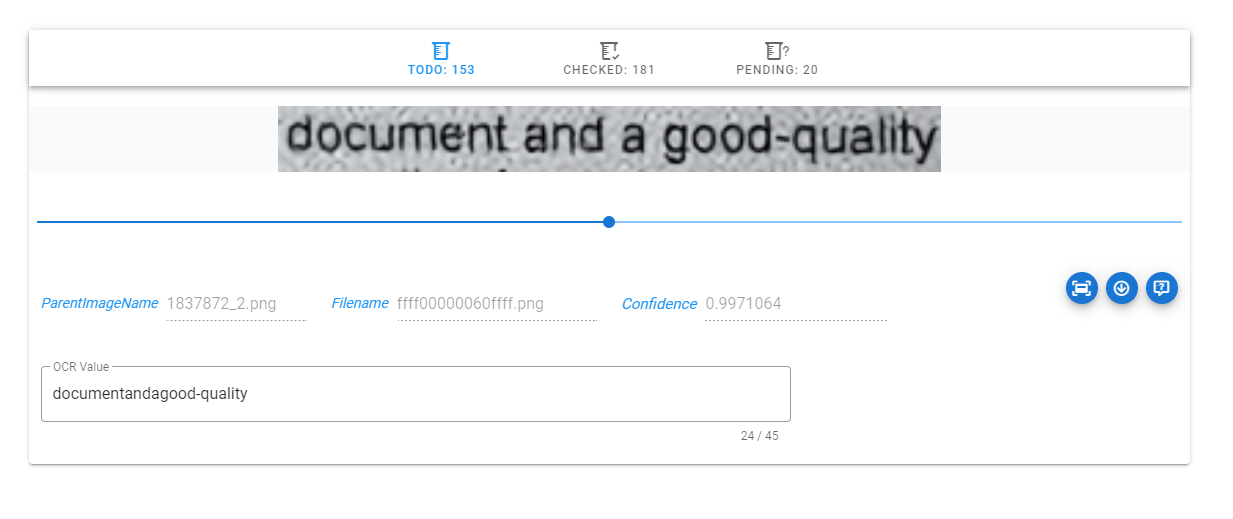 TODO: 153
CHECKED: 181
?
PENDING: 20
document and a good-quality
ParentImageName 1837872_2.png
Filename ffff00000060ffff.png
Confidence 0.9971064
?
OCR Value
documentandagood-quality
24 / 45